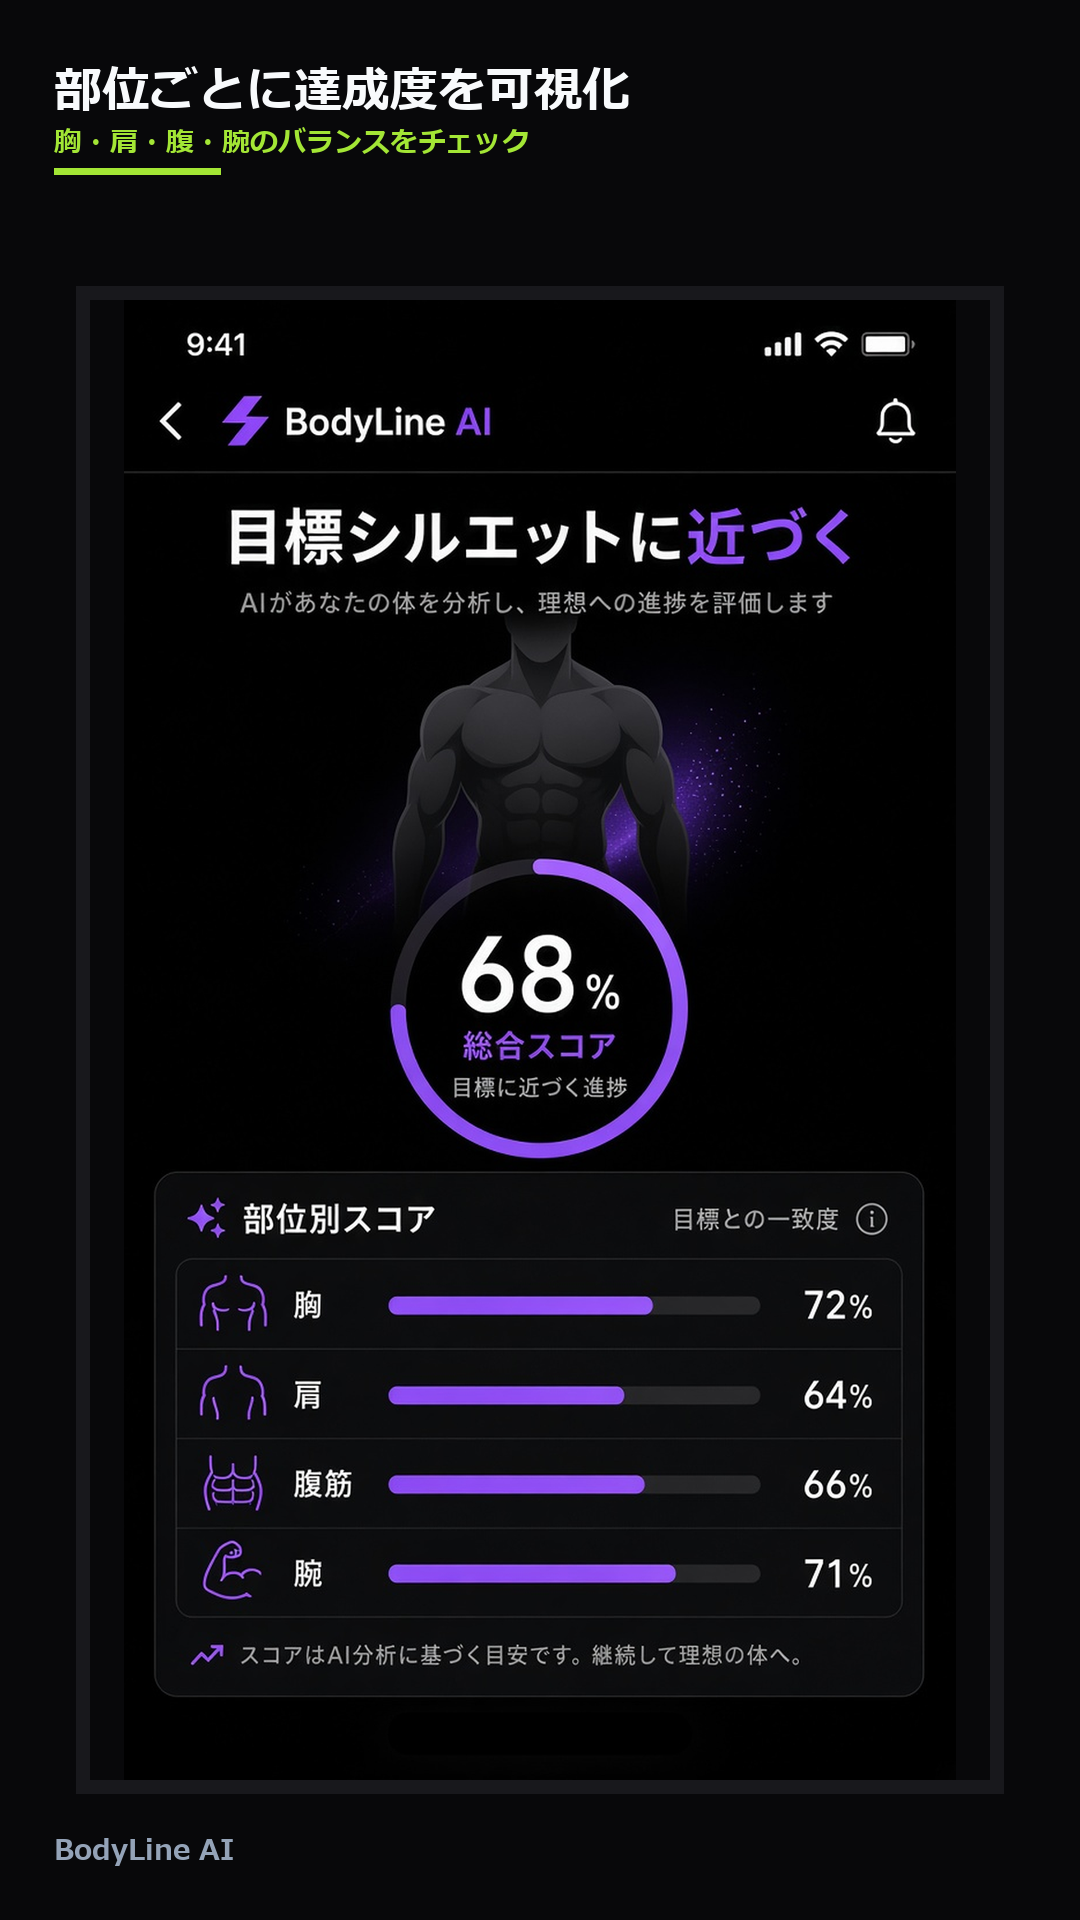 部位ごとに達成度を可視化
胸・肩・腹・腕のバランスをチェック
9:41
BodyLine AI
目標シルエットに近づく
AIがあなたの体を分析し、理想への進捗を評価します
68%
総合スコア
目標に近づく進捗
部位別スコア 目標との一致度 i
胸 72%
肩 64%
腹筋 66%
腕 71%
スコアはAI分析に基づく目安です。継続して理想の体へ。
BodyLine AI